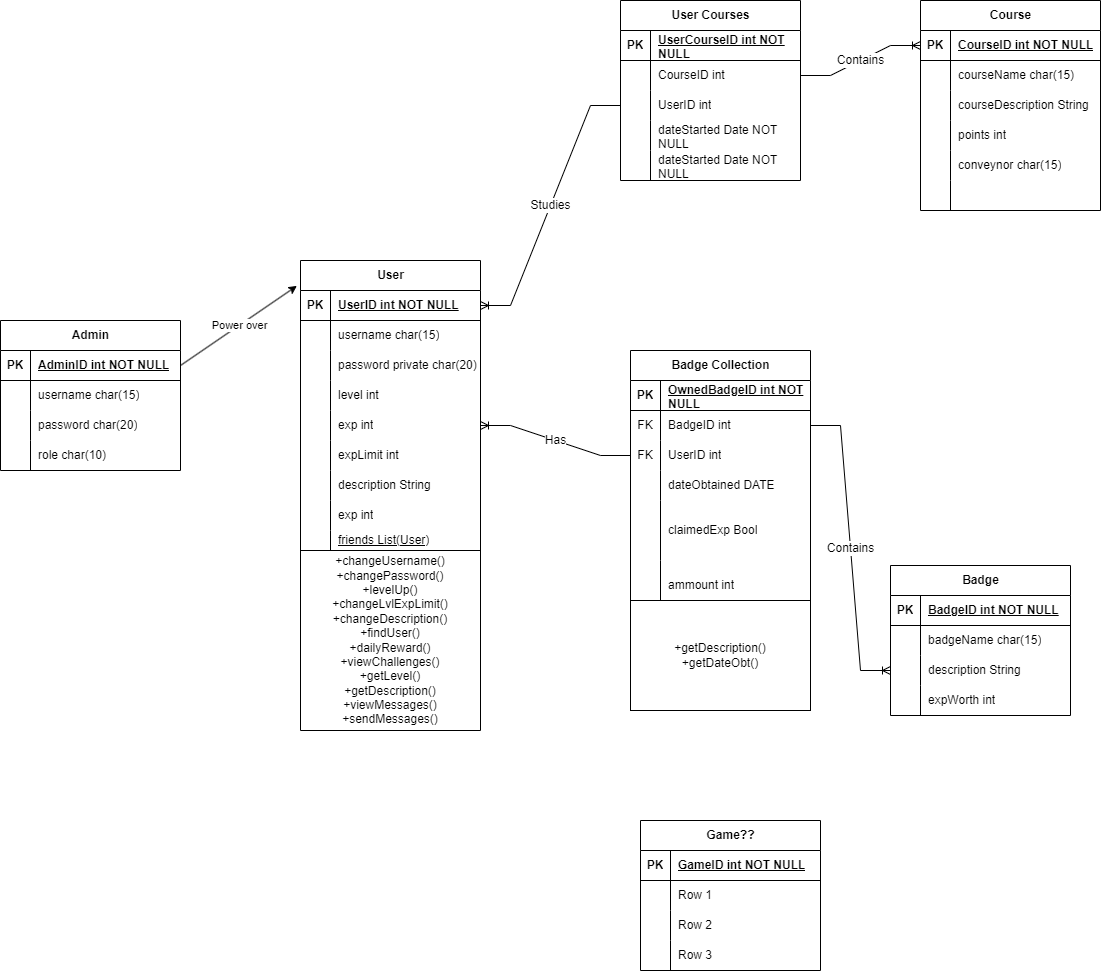 User Courses
PK
UserCourseID int NOT
NULL
CourseID int
UserID int
dateStarted Date NOT
NULL
dateStarted Date NOT
NULL
Contains
Course
PK
CourseID int NOT NULL
courseName char(15)
courseDescription String
points int
conveynor char(15)
Studies
Admin
PK
AdminID int NOT NULL
username char(15)
password char(20)
role char(10)
Power over
User
PK
UserID int NOT NULL
username char(15)
password private char(20)
level int
exp int
expLimit int
description String
exp int
friends List(User)
+changeUsername()
+changePassword()
+levelUp()
+changeLvlExpLimit()
+changeDescription()
+findUser()
+dailyReward()
+viewChallenges()
+getLevel()
+getDescription()
+viewMessages()
+sendMessages()
Has
Badge Collection
PK
OwnedBadgeID int NOT
NULL
FK
BadgeID int
FK
UserID int
dateObtained DATE
claimedExp Bool
ammount int
+getDescription()
+getDateObt()
Contains
Badge
PK
BadgeID int NOT NULL
badgeName char(15)
description String
expWorth int
Game??
PK
GameID int NOT NULL
Row 1
Row 2
Row 3